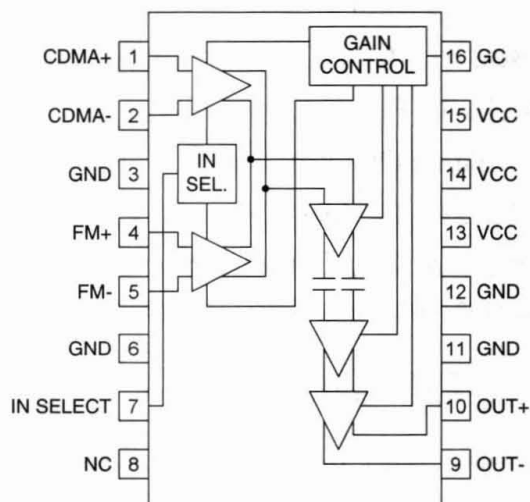 CDMA+ 1
CDMA- 2
GND 3
FM+ 4
FM- 5
GND 6
IN SELECT 7
NC 8
IN
SEL.
GAIN
CONTROL
16 GC
15 VCC
14 VCC
13 VCC
12 GND
11 GND
10 OUT+
9 OUT-